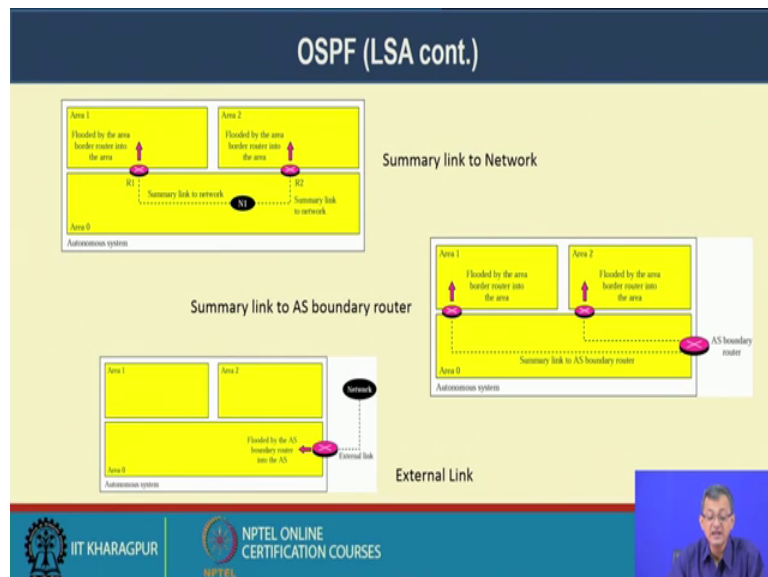 OSPF (LSA cont.)
Area 1
Flooded by the area
border router into
the area
Area 2
Flooded by the area
border router into
the area
R1
R2
Summary link to network
N1
Summary link
to network
Area 0
Autonomous system
Summary link to Network
Area 1
Flooded by the area
border router into
the area
Area 2
Flooded by the area
border router into
the area
AS boundary
router
Summary link to AS boundary router
Area 0
Autonomous system
Summary link to AS boundary router
Area 1
Area 2
Network
Flooded by the AS
boundary router
into the AS
External link
Area 0
Autonomous system
External Link
IIT KHARAGPUR
NPTEL
NPTEL ONLINE
CERTIFICATION COURSES